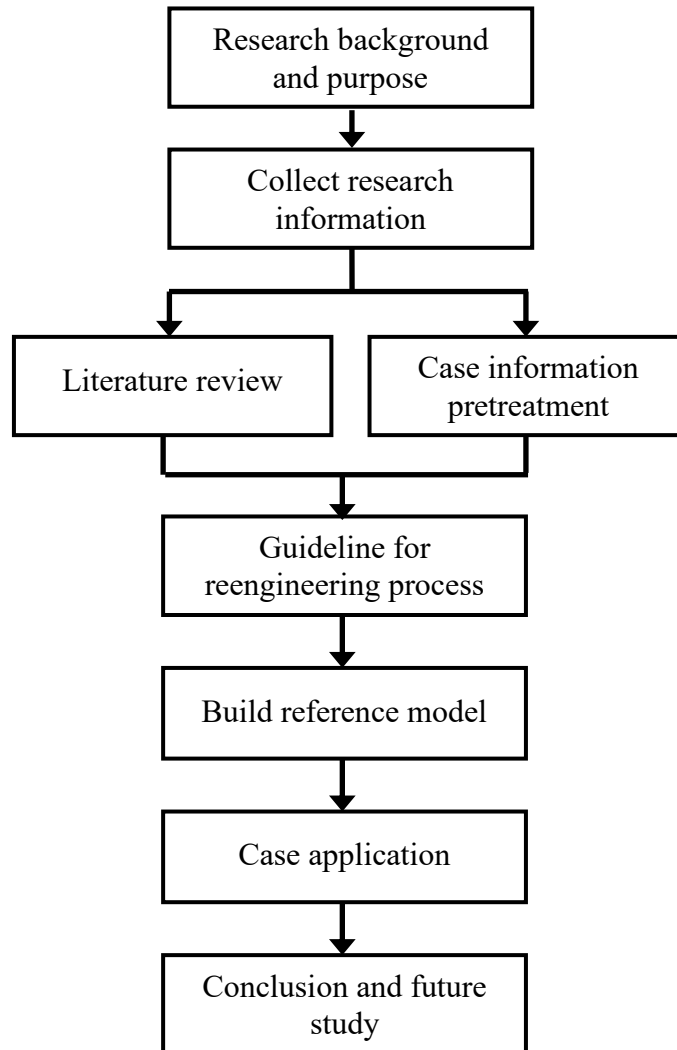 Research background
and purpose
Collect research
information
Literature review
Case information
pretreatment
Guideline for
reengineering process
Build reference model
Case application
Conclusion and future
study